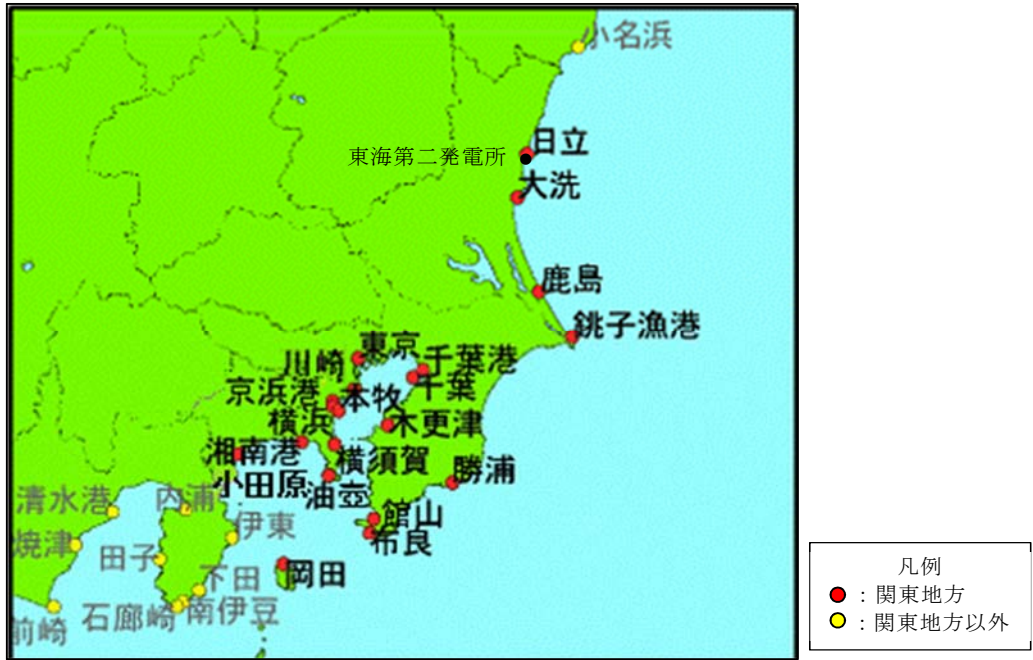 小名浜
日立
東海第二発電所
大洗
鹿島
銚子漁港
東京
川崎
千葉港
千葉
京浜港
本牧
横浜
木更津
湘南港
横須賀
勝浦
小田原
油壺
清水港
内浦
館山
伊東
布良
焼津
田子
岡田
下田
石廊崎
南伊豆
前崎
凡例
：関東地方
：関東地方以外